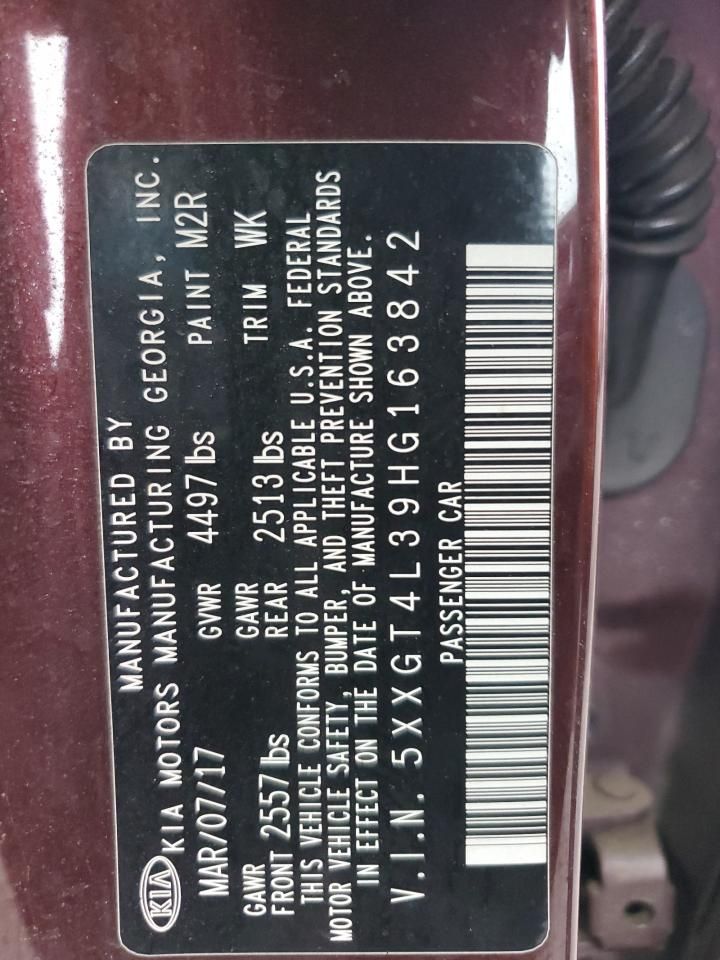 MANUFACTURED BY
KIA KIA MOTORS MANUFACTURING GEORGIA, INC.
MAR/07/17 GVWR 4497 lbs PAINT M2R
GAWR FRONT 2557 lbs GAWR REAR 2513 lbs TRIM WK
THIS VEHICLE CONFORMS TO ALL APPLICABLE U.S.A. FEDERAL
MOTOR VEHICLE SAFETY, BUMPER, AND THEFT PREVENTION STANDARDS
IN EFFECT ON THE DATE OF MANUFACTURE SHOWN ABOVE.
V.I.N. 5XXGT4L39HG163842
PASSENGER CAR